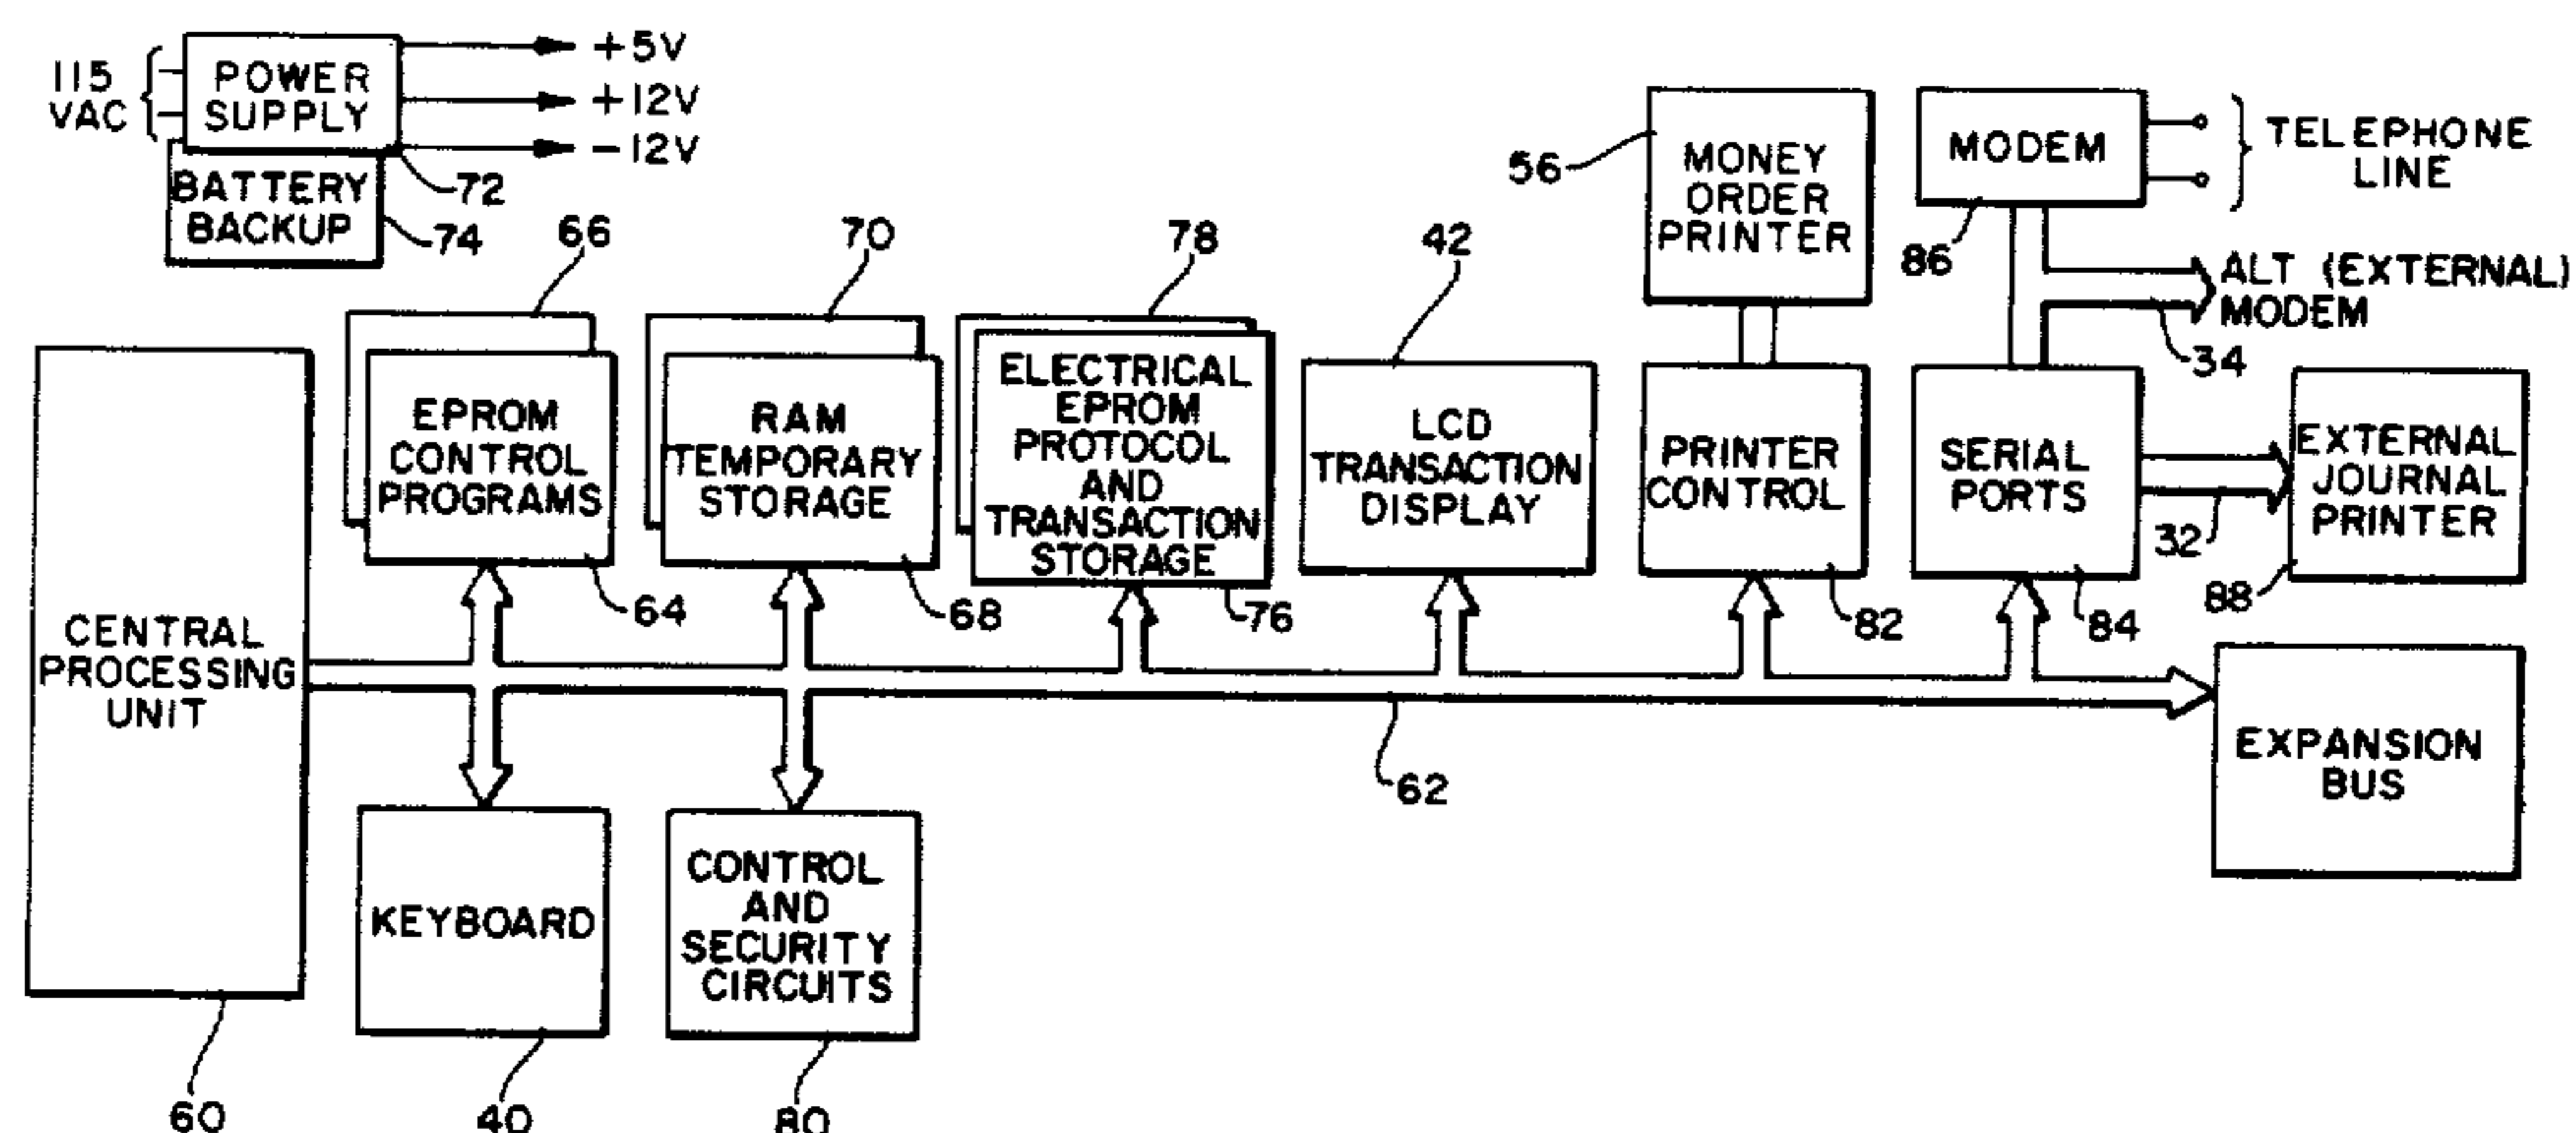 115
VAC
POWER
SUPPLY
+5V
+12V
-12V
72
BATTERY
BACKUP
74
66
70
78
42
56
MONEY
ORDER
PRINTER
MODEM
86
TELEPHONE
LINE
ALT (EXTERNAL)
MODEM
34
CENTRAL
PROCESSING
UNIT
60
EPROM
CONTROL
PROGRAMS
64
RAM
TEMPORARY
STORAGE
68
ELECTRICAL
EPROM
PROTOCOL
AND
TRANSACTION
STORAGE
76
LCD
TRANSACTION
DISPLAY
PRINTER
CONTROL
82
SERIAL
PORTS
84
32
EXTERNAL
JOURNAL
PRINTER
88
62
EXPANSION
BUS
KEYBOARD
40
CONTROL
AND
SECURITY
CIRCUITS
80